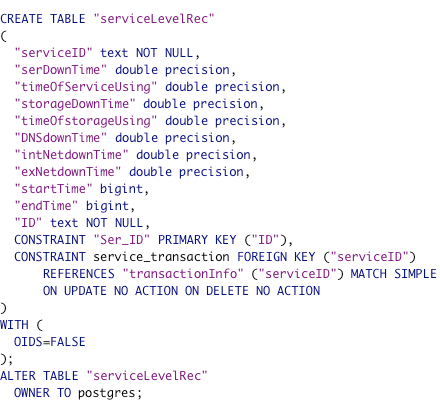 CREATE TABLE "serviceLevelRec"
(
"serviceID" text NOT NULL,
"serDownTime" double precision,
"timeOfServiceUsing" double precision,
"storageDownTime" double precision,
"timeOfstorageUsing" double precision,
"DNSdownTime" double precision,
"intNetdownTime" double precision,
"exNetdownTime" double precision,
"startTime" bigint,
"endTime" bigint,
"ID" text NOT NULL,
CONSTRAINT "Ser_ID" PRIMARY KEY ("ID"),
CONSTRAINT service_transaction FOREIGN KEY ("serviceID")
REFERENCES "transactionInfo" ("serviceID") MATCH SIMPLE
ON UPDATE NO ACTION ON DELETE NO ACTION
)
WITH (
OIDS=FALSE
);
ALTER TABLE "serviceLevelRec"
OWNER TO postgres;